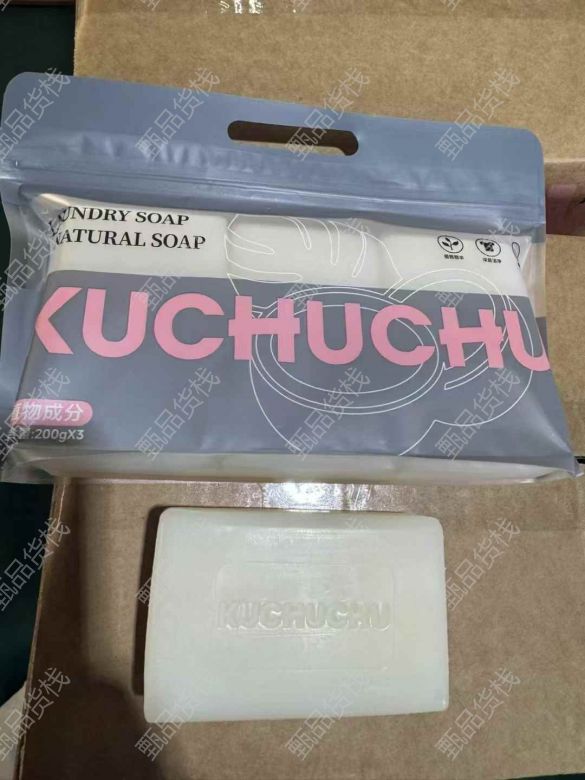 UNDRY SOAP
NATURAL SOAP
KUCHUCHU
物成分
:200gX3
KUCHUCHU
甄品货栈